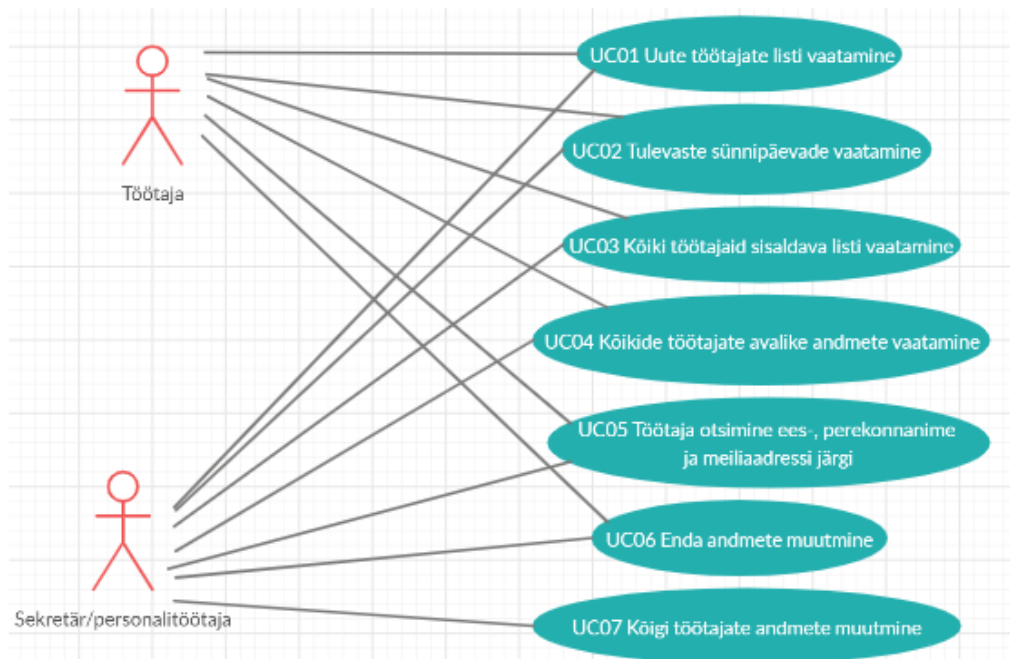 UC01 Uute töötajate listi vaatamine
UC02 Tulevaste sünnipäevade vaatamine
Töötaja
UC03 Kõiki töötajaid sisaldava listi vaatamine
UC04 Kõikide töötajate avalike andmete vaatamine
UC05 Töötaja otsimine ees-, perekonnanime
ja meiliaadressi järgi
UC06 Enda andmete muutmine
Sekretär/personalitöötaja
UC07 Kõigi töötajate andmete muutmine